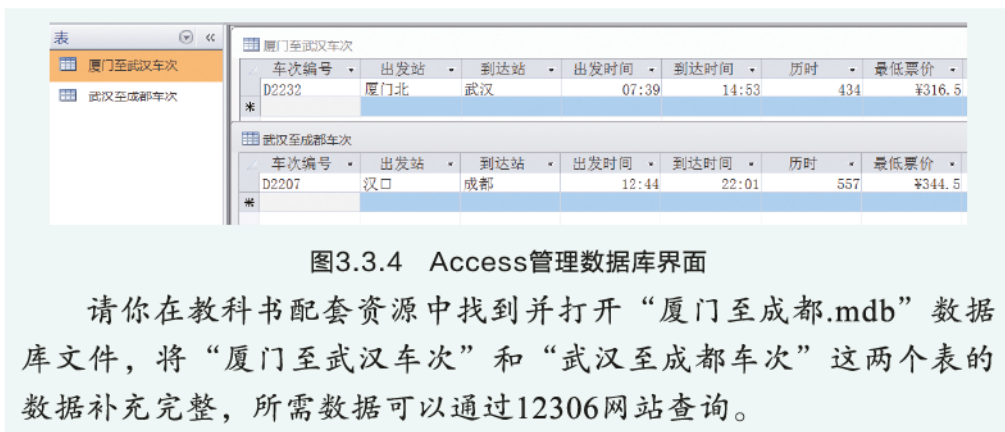 表
厦门至武汉车次
武汉至成都车次
厦门至武汉车次
车次编号 出发站 到达站 出发时间 到达时间 历时 最低票价
D2232 厦门北 武汉 07:39 14:53 434 ¥316.5
武汉至成都车次
车次编号 出发站 到达站 出发时间 到达时间 历时 最低票价
D2207 汉口 成都 12:44 22:01 557 ¥344.5
图3.3.4 Access管理数据库界面
请你在教科书配套资源中找到并打开“厦门至成都.mdb”数据
库文件，将“厦门至武汉车次”和“武汉至成都车次”这两个表的
数据补充完整，所需数据可以通过12306网站查询。